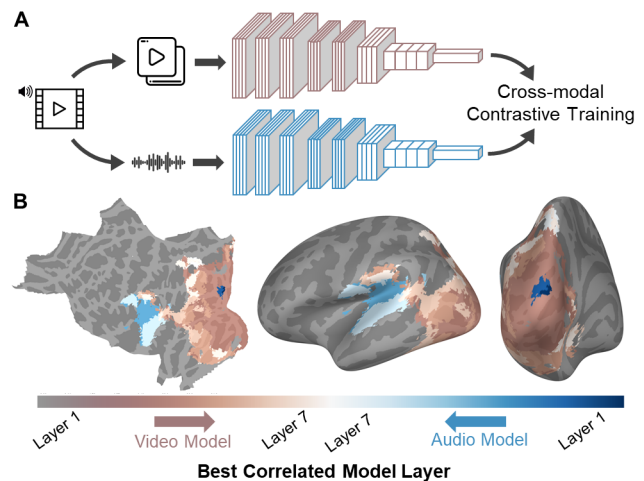 A
Cross-modal
Contrastive Training
B
Layer 1
Video Model
Layer 7
Layer 7
Audio Model
Layer 1
Best Correlated Model Layer